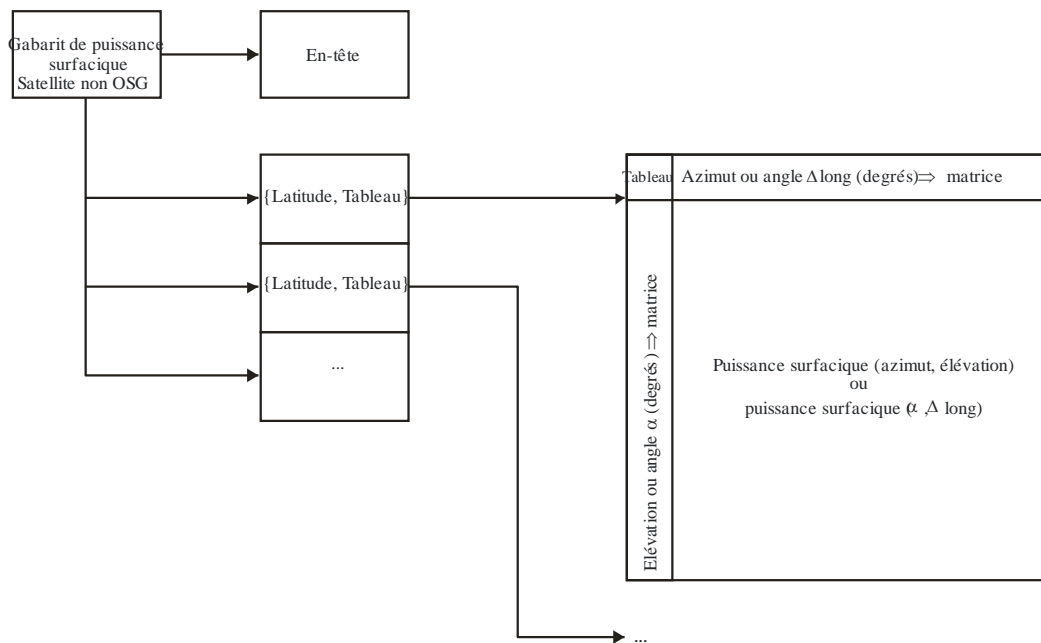 Gabarit de puissance
surfacique
Satellite non OSG
En-tête
{Latitude, Tableau}
{Latitude, Tableau}
...
Tableau
Azimut ou angle Δ long (degrés) ⇒ matrice
Elévation ou angle α (degrés) ⇒ matrice
Puissance surfacique (azimut, élévation)
ou
puissance surfacique (α ,Δ long)
...